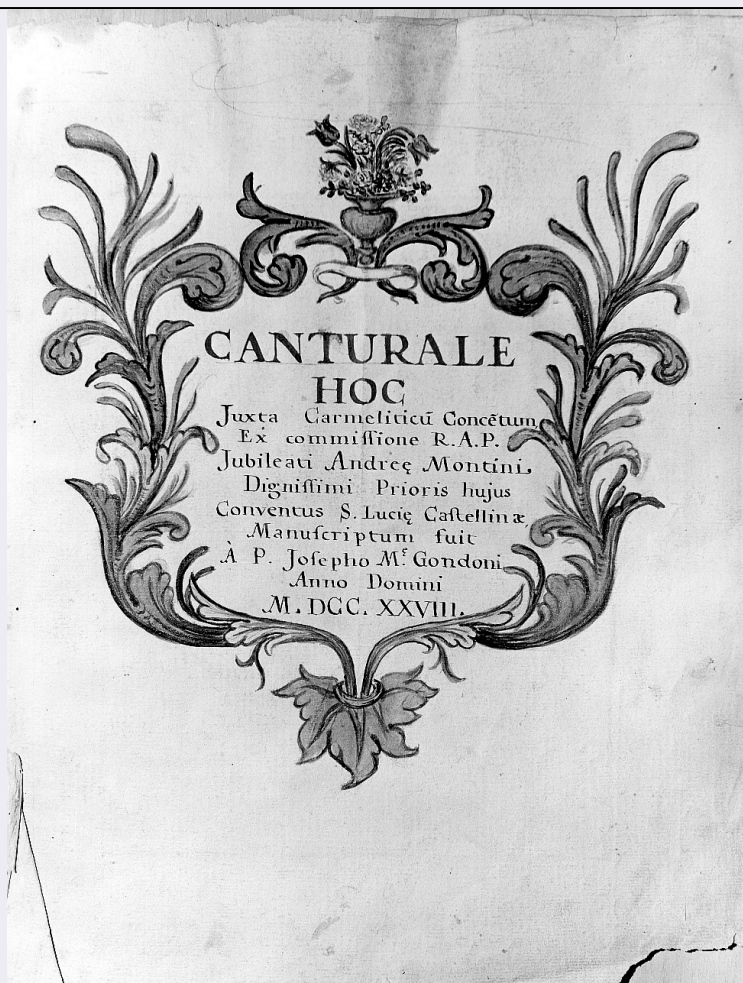 CANTURALE
HOC
Juxta Carmeliticū Concētum
Ex commiſſione R.A.P.
Jubileati Andreę Montini,
Digniſſimi Prioris hujus
Conventus S. Lucię Caſtellinæ
Manuſcriptum fuit
À P. Joſepho M.ͣ Gondoni
Anno Domini
M. DCC. XXVIII.